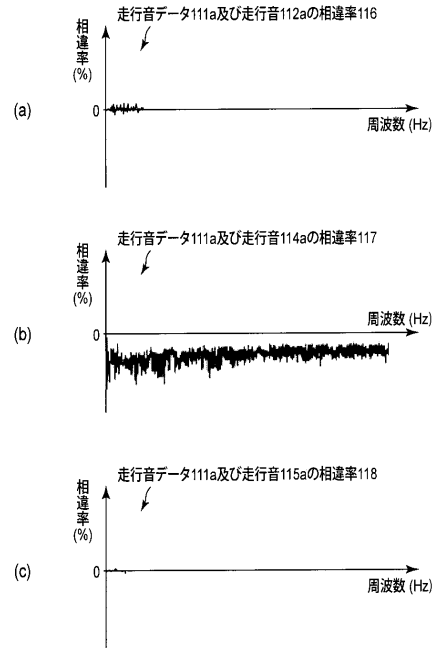 走行音データ111a及び走行音112aの相違率116
相違率(%)
0
(a)
周波数 (Hz)
走行音データ111a及び走行音114aの相違率117
相違率(%)
周波数 (Hz)
0
(b)
走行音データ111a及び走行音115aの相違率118
相違率(%)
0
(c)
周波数 (Hz)